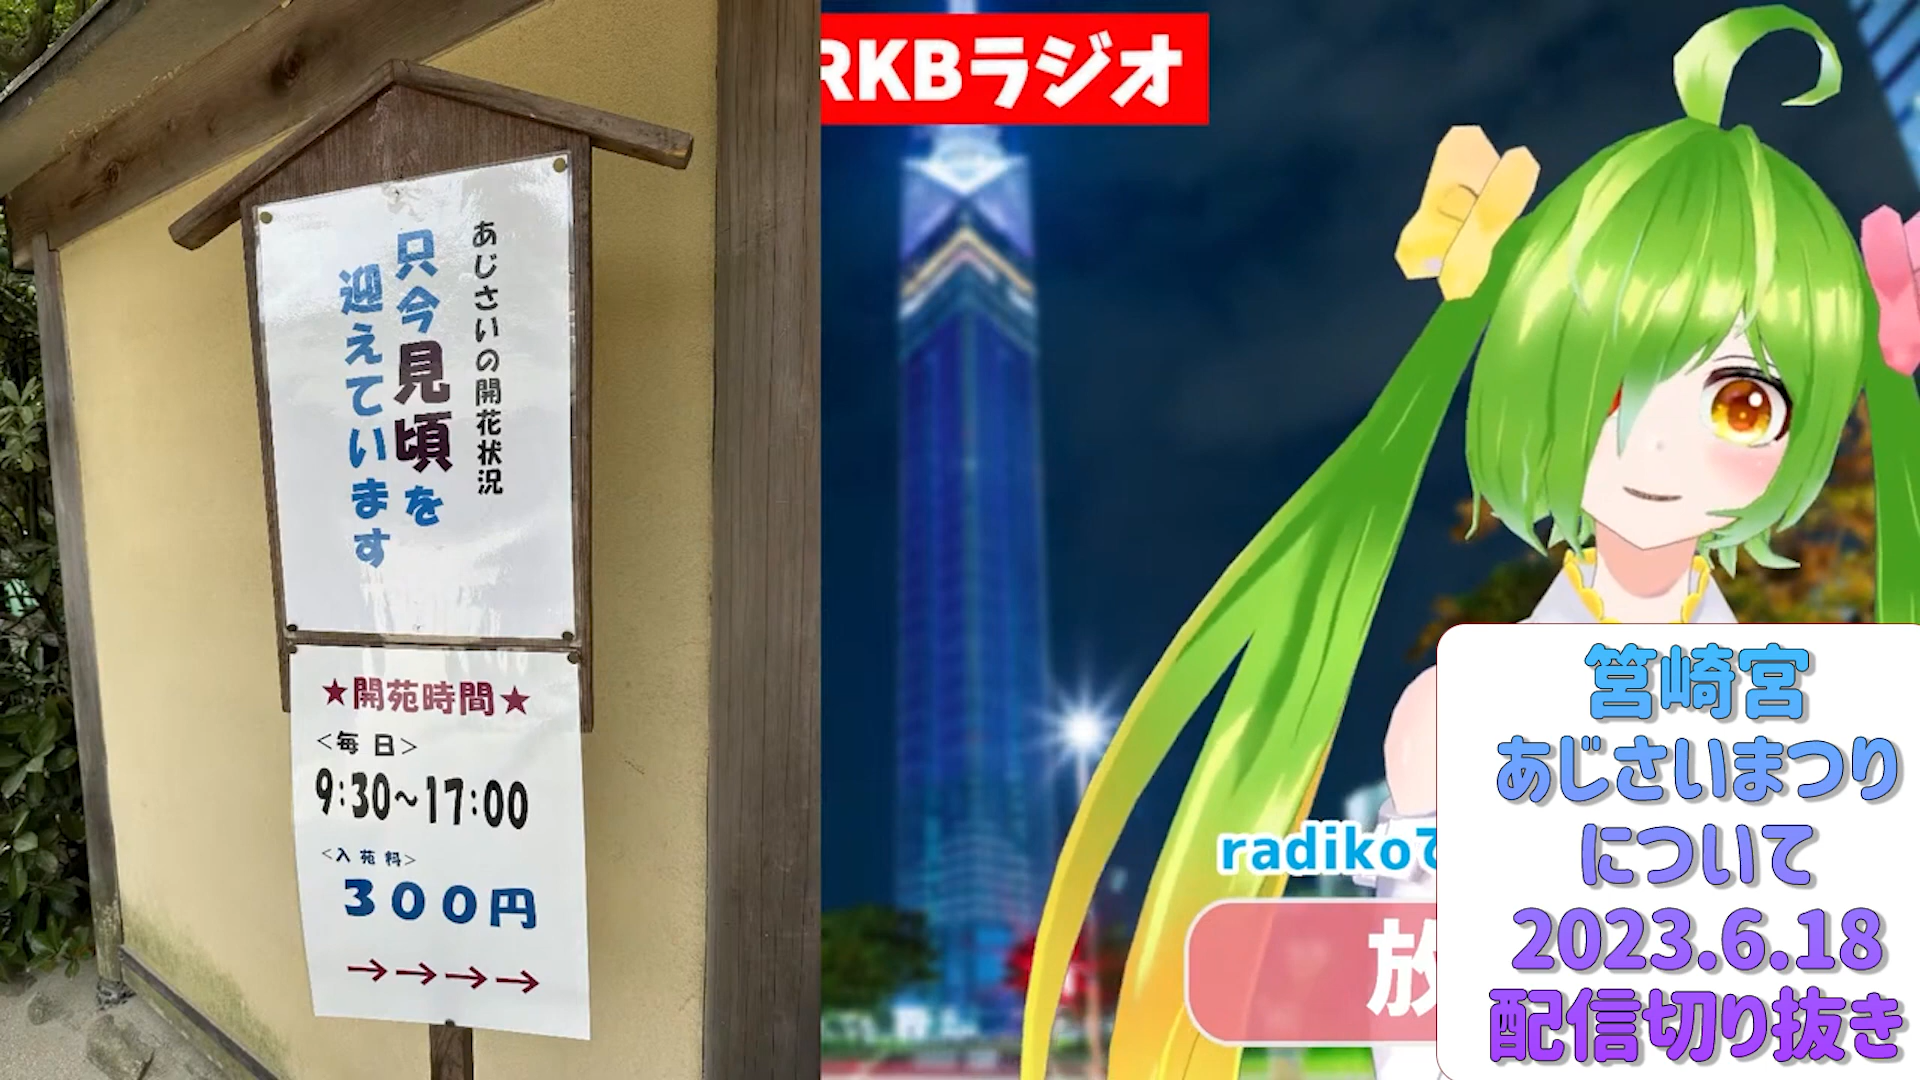 あじさいの開花状況
只今見頃を
迎えています
★開苑時間★
<毎日>
9:30~17:00
<入苑料>
300円
→→→→
RKBラジオ
radikoで
放
筥崎宮
あじさいまつり
について
2023.6.18
配信切り抜き